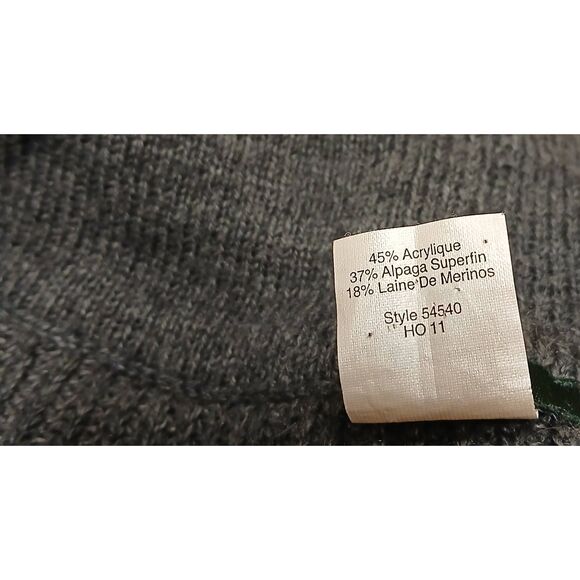 45% Acrylique
37% Alpaga Superfin
18% Laine De Merinos
Style 54540
HO 11